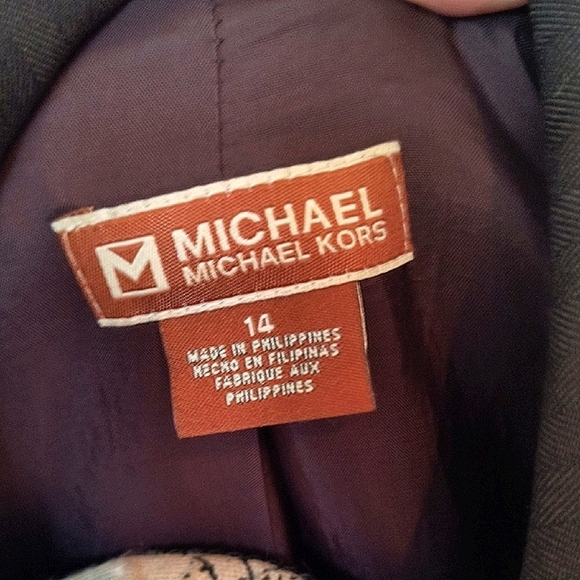 M
MICHAEL
MICHAEL KORS
14
MADE IN PHILIPPINES
HECHO EN FILIPINAS
FABRIQUE AUX
PHILIPPINES